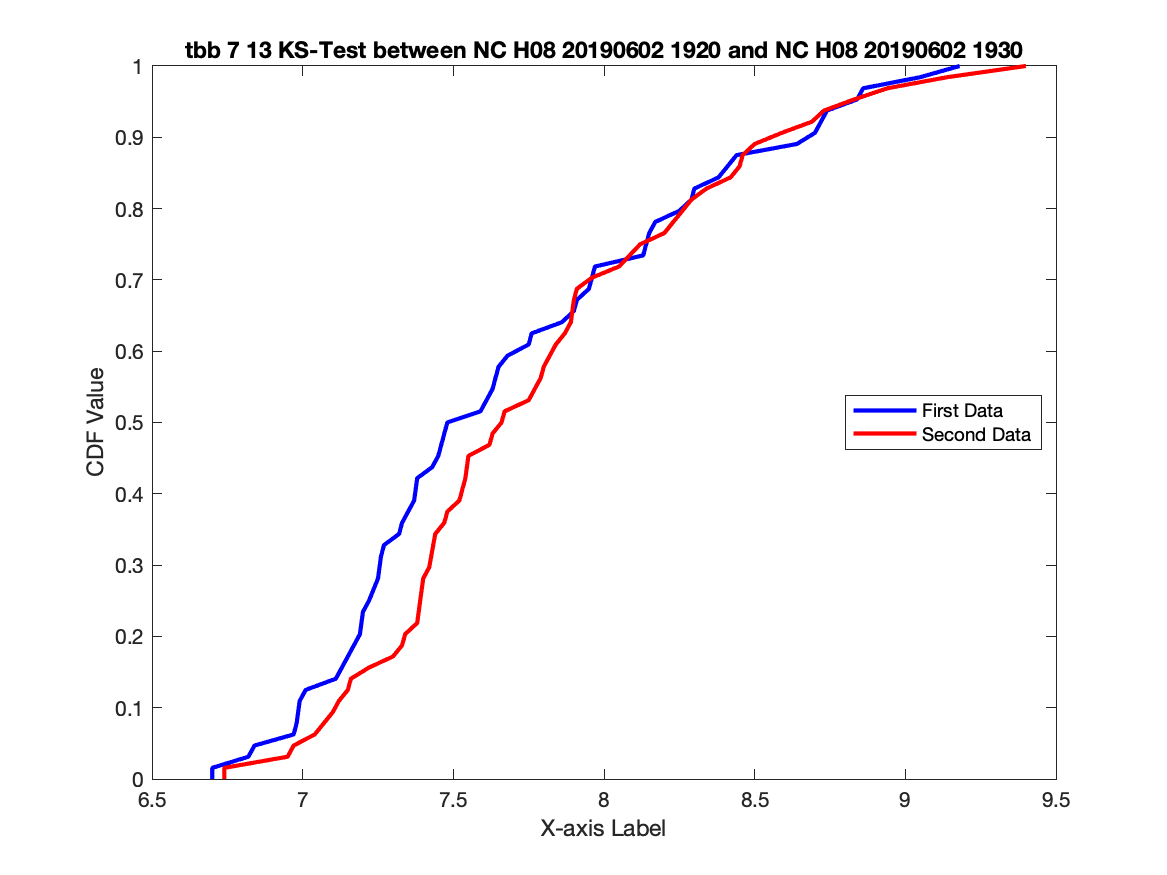 tbb 7 13 KS-Test between NC H08 20190602 1920 and NC H08 20190602 1930
1
0.9
0.8
0.7
0.6
0.5
0.4
0.3
0.2
0.1
0
CDF Value
First Data
Second Data
6.5 7 7.5 8 8.5 9 9.5
X-axis Label